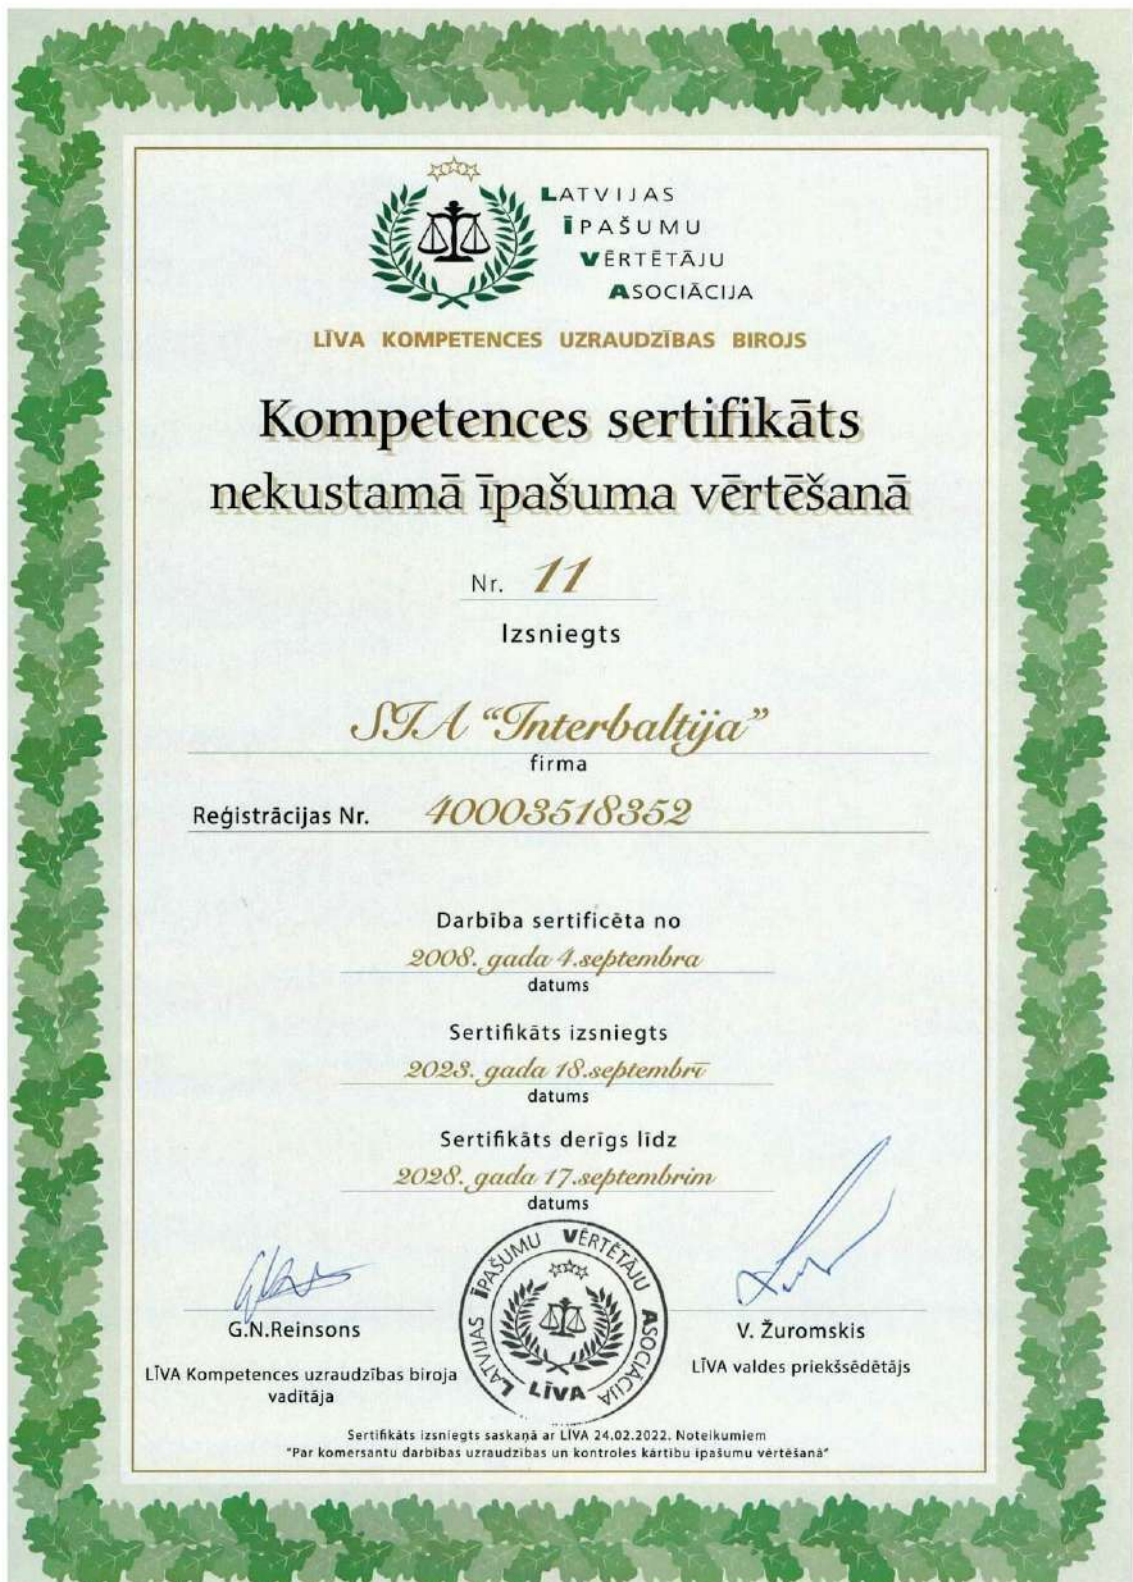 LATVIJAS
ĪPAŠUMU
VĒRTĒTĀJU
ASOCIĀCIJA
LĪVA KOMPETENCES UZRAUDZĪBAS BIROJS
Kompetences sertifikāts
nekustamā īpašuma vērtēšanā
Nr. 11
Izsniegts
SIA "Interbaltija"
firma
Reģistrācijas Nr. 40003518352
Darbība sertificēta no
2008. gada 4.septembra
datums
Sertifikāts izsniegts
2023. gada 18.septembrī
datums
Sertifikāts derīgs līdz
2028. gada 17.septembrim
datums
LATVIJAS ĪPAŠUMU VĒRTĒTĀJU ASOCIĀCIJA
LĪVA
G.N.Reinsons
LĪVA Kompetences uzraudzības biroja
vadītāja
V. Žuromskis
LĪVA valdes priekšsēdētājs
Sertifikāts izsniegts saskaņā ar LĪVA 24.02.2022. Noteikumiem
"Par komersantu darbības uzraudzības un kontroles kārtību īpašumu vērtēšanā"